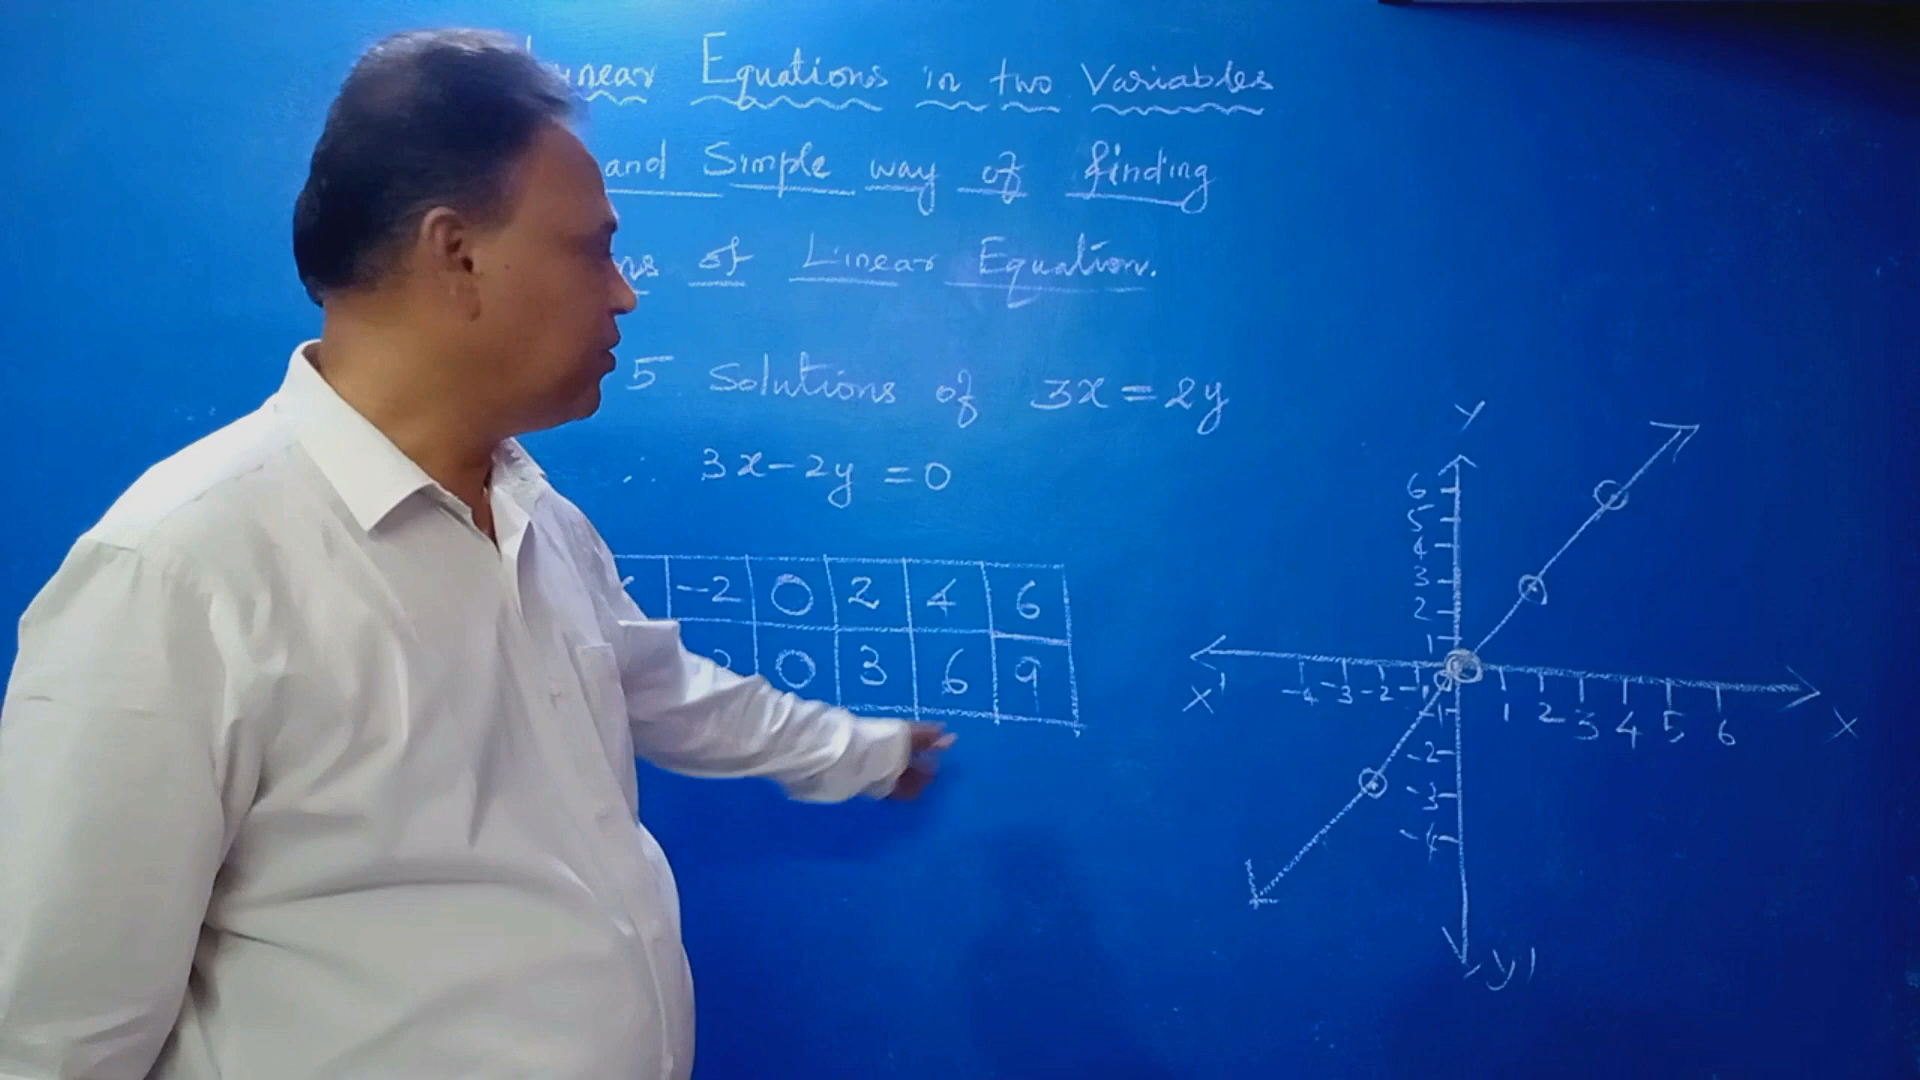 Linear Equations in two Variables
and Simple way of finding
of Linear Equation.
5 Solutions of 3x = 2y
∴ 3x - 2y = 0
-2 0 2 4 6
0 3 6 9
Y
6
5
4
3
2
1
X' -4 -3 -2 -1 1 2 3 4 5 6 X
-1
-2
-3
-4
Y'